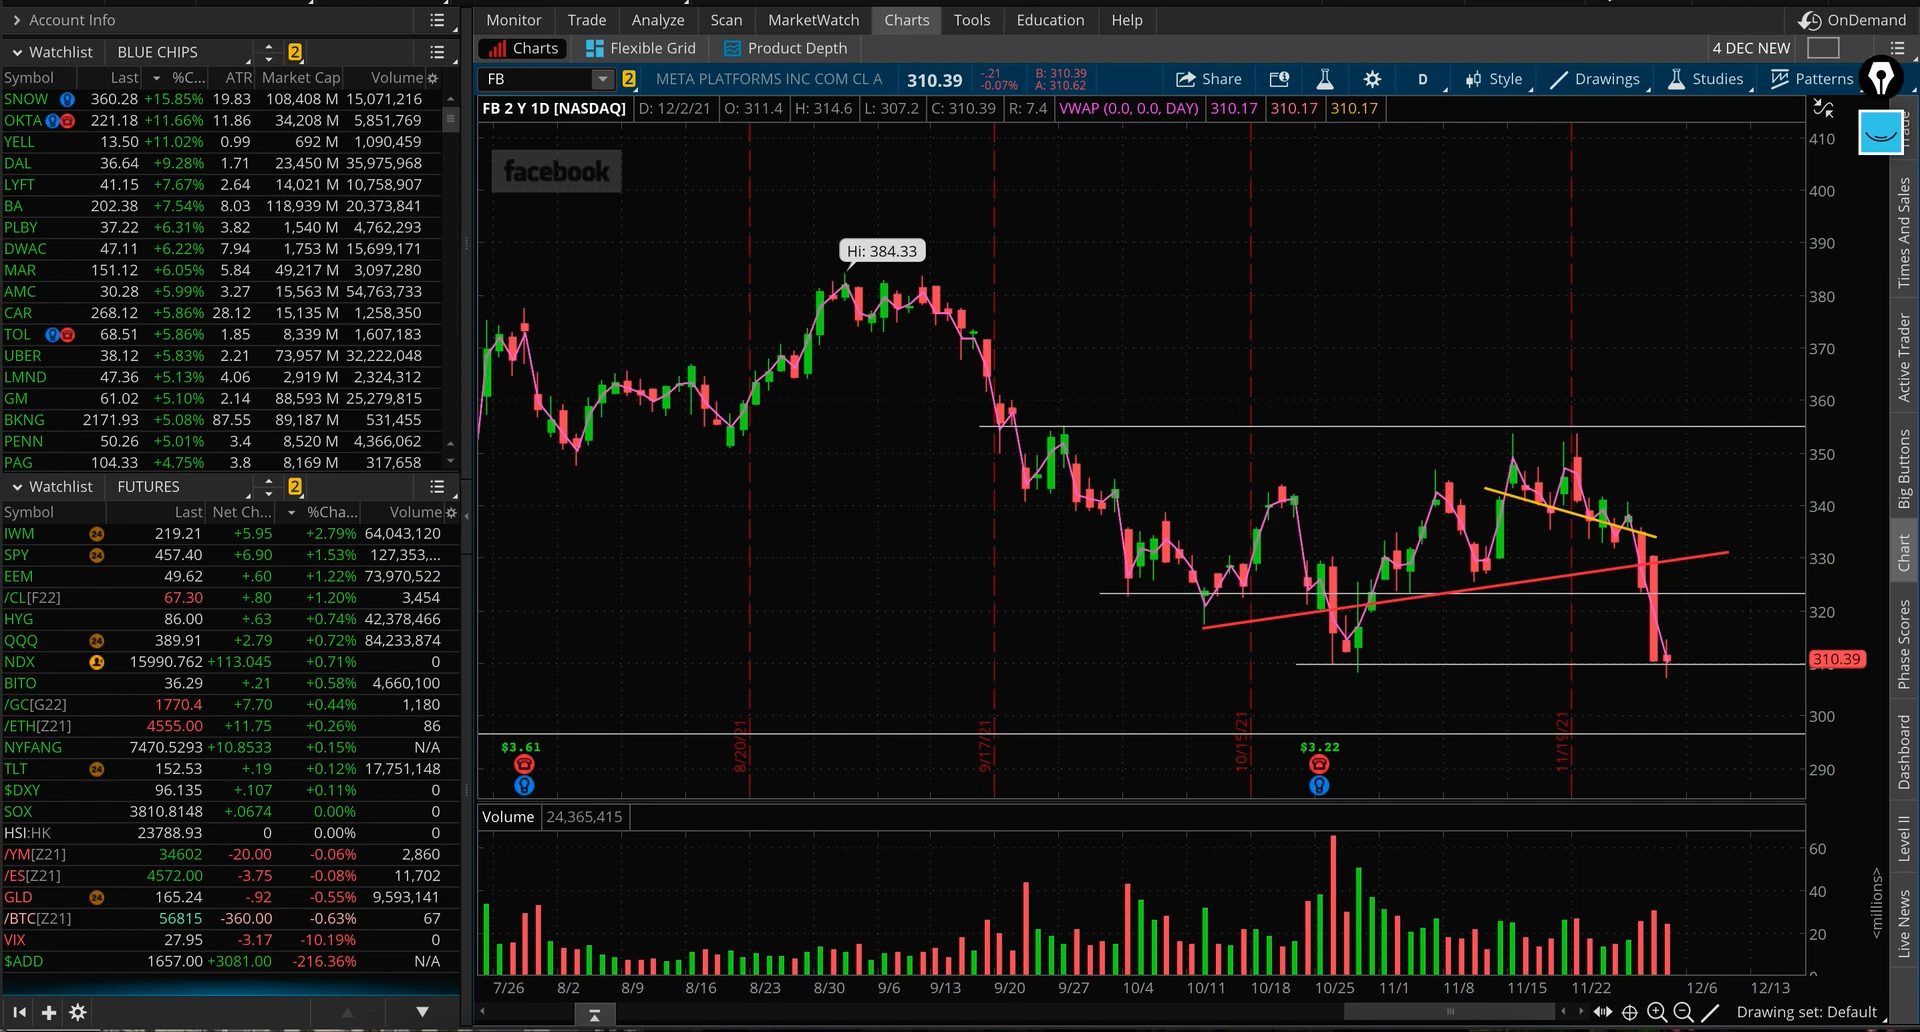 Account Info
Monitor Trade Analyze Scan MarketWatch Charts Tools Education Help OnDemand
Charts Flexible Grid Product Depth 4 DEC NEW
Watchlist BLUE CHIPS 2
Symbol Last %C... ATR Market Cap Volume
SNOW 360.28 +15.85% 19.83 108,408 M 15,071,216
OKTA 221.18 +11.66% 11.86 34,208 M 5,851,769
YELL 13.50 +11.02% 0.99 692 M 1,090,459
DAL 36.64 +9.28% 1.71 23,450 M 35,975,968
LYFT 41.15 +7.67% 2.64 14,021 M 10,758,907
BA 202.38 +7.54% 8.03 118,939 M 20,373,841
PLBY 37.22 +6.31% 3.82 1,540 M 4,762,293
DWAC 47.11 +6.22% 7.94 1,753 M 15,699,171
MAR 151.12 +6.05% 5.84 49,217 M 3,097,280
AMC 30.28 +5.99% 3.27 15,563 M 54,763,733
CAR 268.12 +5.86% 28.12 15,135 M 1,258,350
TOL 68.51 +5.86% 1.85 8,339 M 1,607,183
UBER 38.12 +5.83% 2.21 73,957 M 32,222,048
LMND 47.36 +5.13% 4.06 2,919 M 2,324,312
GM 61.02 +5.10% 2.14 88,593 M 25,279,815
BKNG 2171.93 +5.08% 87.55 89,187 M 531,455
PENN 50.26 +5.01% 3.4 8,520 M 4,366,062
PAG 104.33 +4.75% 3.8 8,169 M 317,658
Watchlist FUTURES 2
Symbol Last Net Ch... %Cha... Volume
IWM 24 219.21 +5.95 +2.79% 64,043,120
SPY 24 457.40 +6.90 +1.53% 127,353,...
EEM 49.62 +.60 +1.22% 73,970,522
/CL[F22] 67.30 +.80 +1.20% 3,454
HYG 86.00 +.63 +0.74% 42,378,466
QQQ 24 389.91 +2.79 +0.72% 84,233,874
NDX 15990.762 +113.045 +0.71% 0
BITO 36.29 +.21 +0.58% 4,660,100
/GC[G22] 1770.4 +7.70 +0.44% 1,180
/ETH[Z21] 4555.00 +11.75 +0.26% 86
NYFANG 7470.5293 +10.8533 +0.15% N/A
TLT 24 152.53 +.19 +0.12% 17,751,148
$DXY 96.135 +.107 +0.11% 0
SOX 3810.8148 +.0674 0.00% 0
HSI:HK 23788.93 0 0.00% 0
/YM[Z21] 34602 -20.00 -0.06% 2,860
/ES[Z21] 4572.00 -3.75 -0.08% 11,702
GLD 24 165.24 -.92 -0.55% 9,593,141
/BTC[Z21] 56815 -360.00 -0.63% 67
VIX 27.95 -3.17 -10.19% 0
$ADD 1657.00 +3081.00 -216.36% N/A
FB 2 META PLATFORMS INC COM CL A 310.39 -.21 -0.07% B: 310.39 A: 310.62 Share D Style Drawings Studies Patterns
FB 2 Y 1D [NASDAQ] D: 12/2/21 O: 311.4 H: 314.6 L: 307.2 C: 310.39 R: 7.4 VWAP (0.0, 0.0, DAY) 310.17 310.17 310.17
facebook
Hi: 384.33
410
400
390
380
370
360
350
340
330
320
310.39
300
290
8/20/21
9/17/21
10/15/21
11/19/21
$3.61
$3.22
Volume 24,365,415
60
40
20
0
<millions>
7/26 8/2 8/9 8/16 8/23 8/30 9/6 9/13 9/20 9/27 10/4 10/11 10/18 10/25 11/1 11/8 11/15 11/22 12/6 12/13
Drawing set: Default
Trade
Times And Sales
Active Trader
Big Buttons
Chart
Phase Scores
Dashboard
Level II
Live News